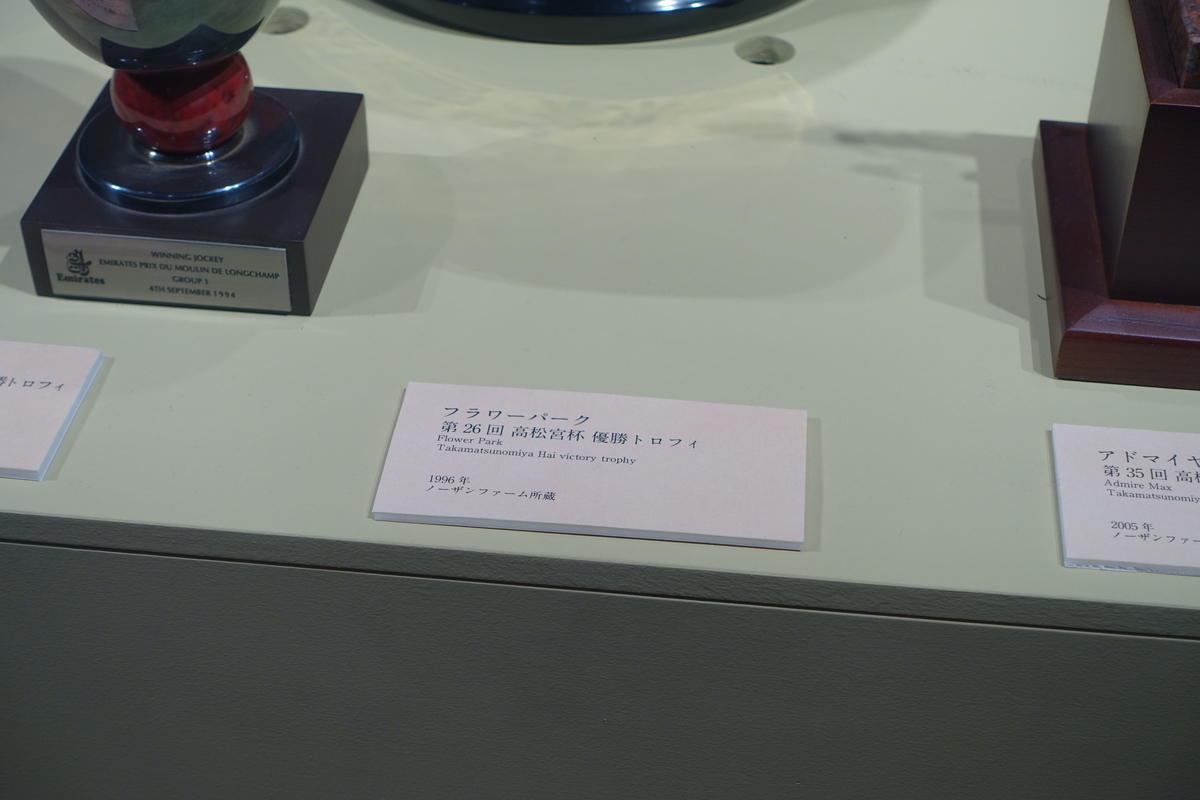 Emirates
WINNING JOCKEY
EMIRATES PRIX DU MOULIN DE LONGCHAMP
GROUP 1
4TH SEPTEMBER 1994
トロフィ
フラワーパーク
第26回 高松宮杯 優勝トロフィ
Flower Park
Takamatsunomiya Hai victory trophy
1996 年
ノーザンファーム所蔵
アドマイヤ
第35回 高松
Admire Max
Takamatsunomiy
2005 年
ノーザンファー